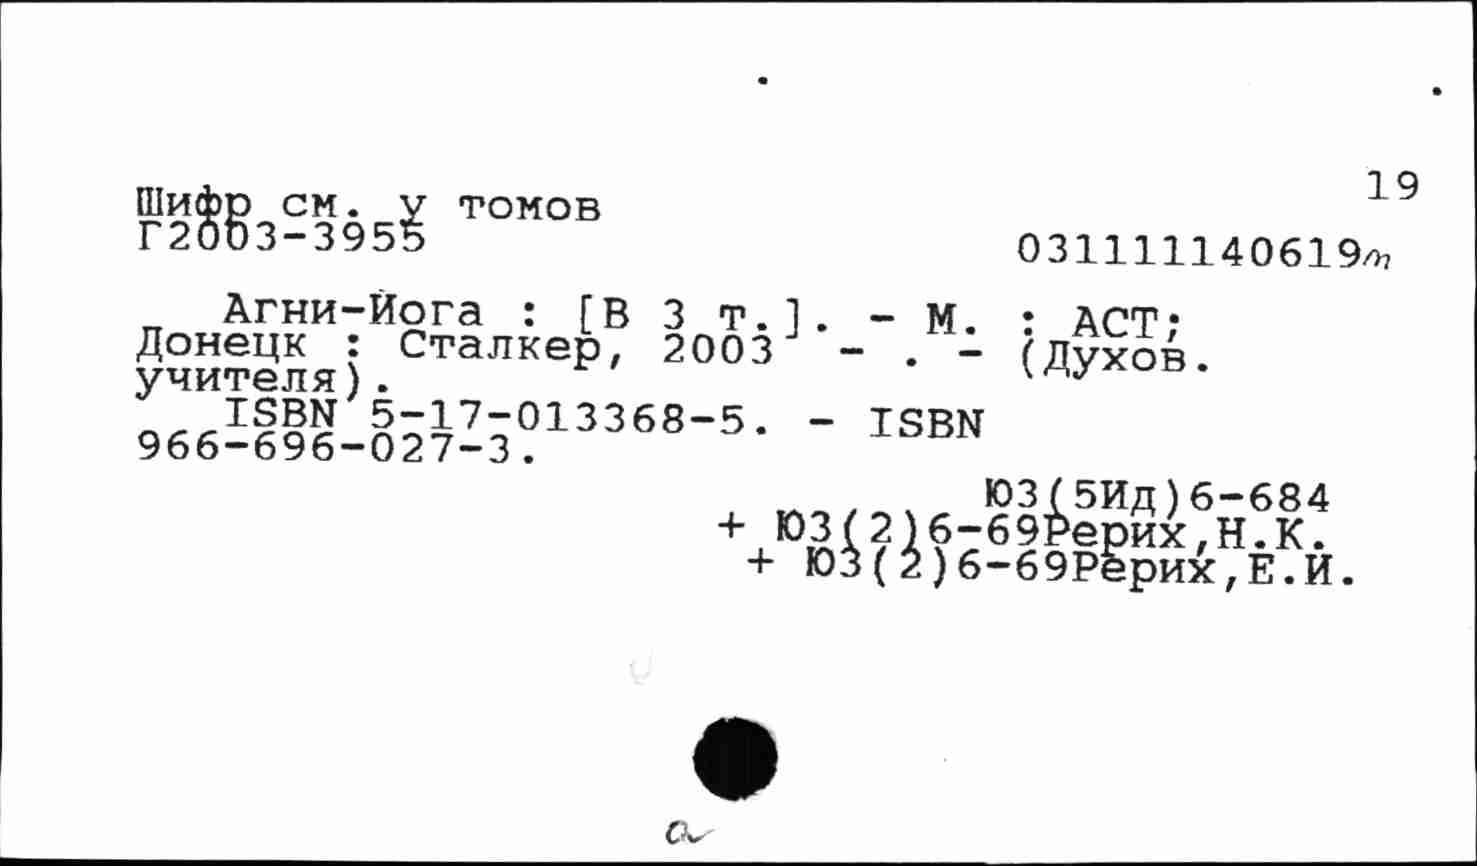 19
Шифр см. у томов
Г2003-3955
031111140619т
Агни-Йога : [В 3 т.]. - М. : АСТ;
Донецк : Сталкер, 2003 - . - (Духов.
учителя).
ISBN 5-17-013368-5. - ISBN
966-696-027-3.
Ю3(5Ид)6-684
+ Ю3(2)6-69Рерих,Н.К.
+ Ю3(2)6-69Рерих,Е.И.
a